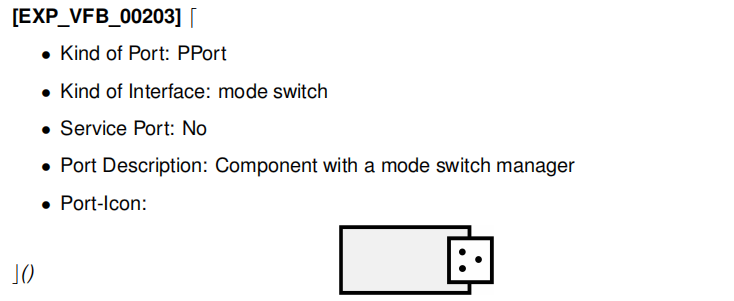 [EXP_VFB_00203] ⌈
• Kind of Port: PPort
• Kind of Interface: mode switch
• Service Port: No
• Port Description: Component with a mode switch manager
• Port-Icon:
⌋()